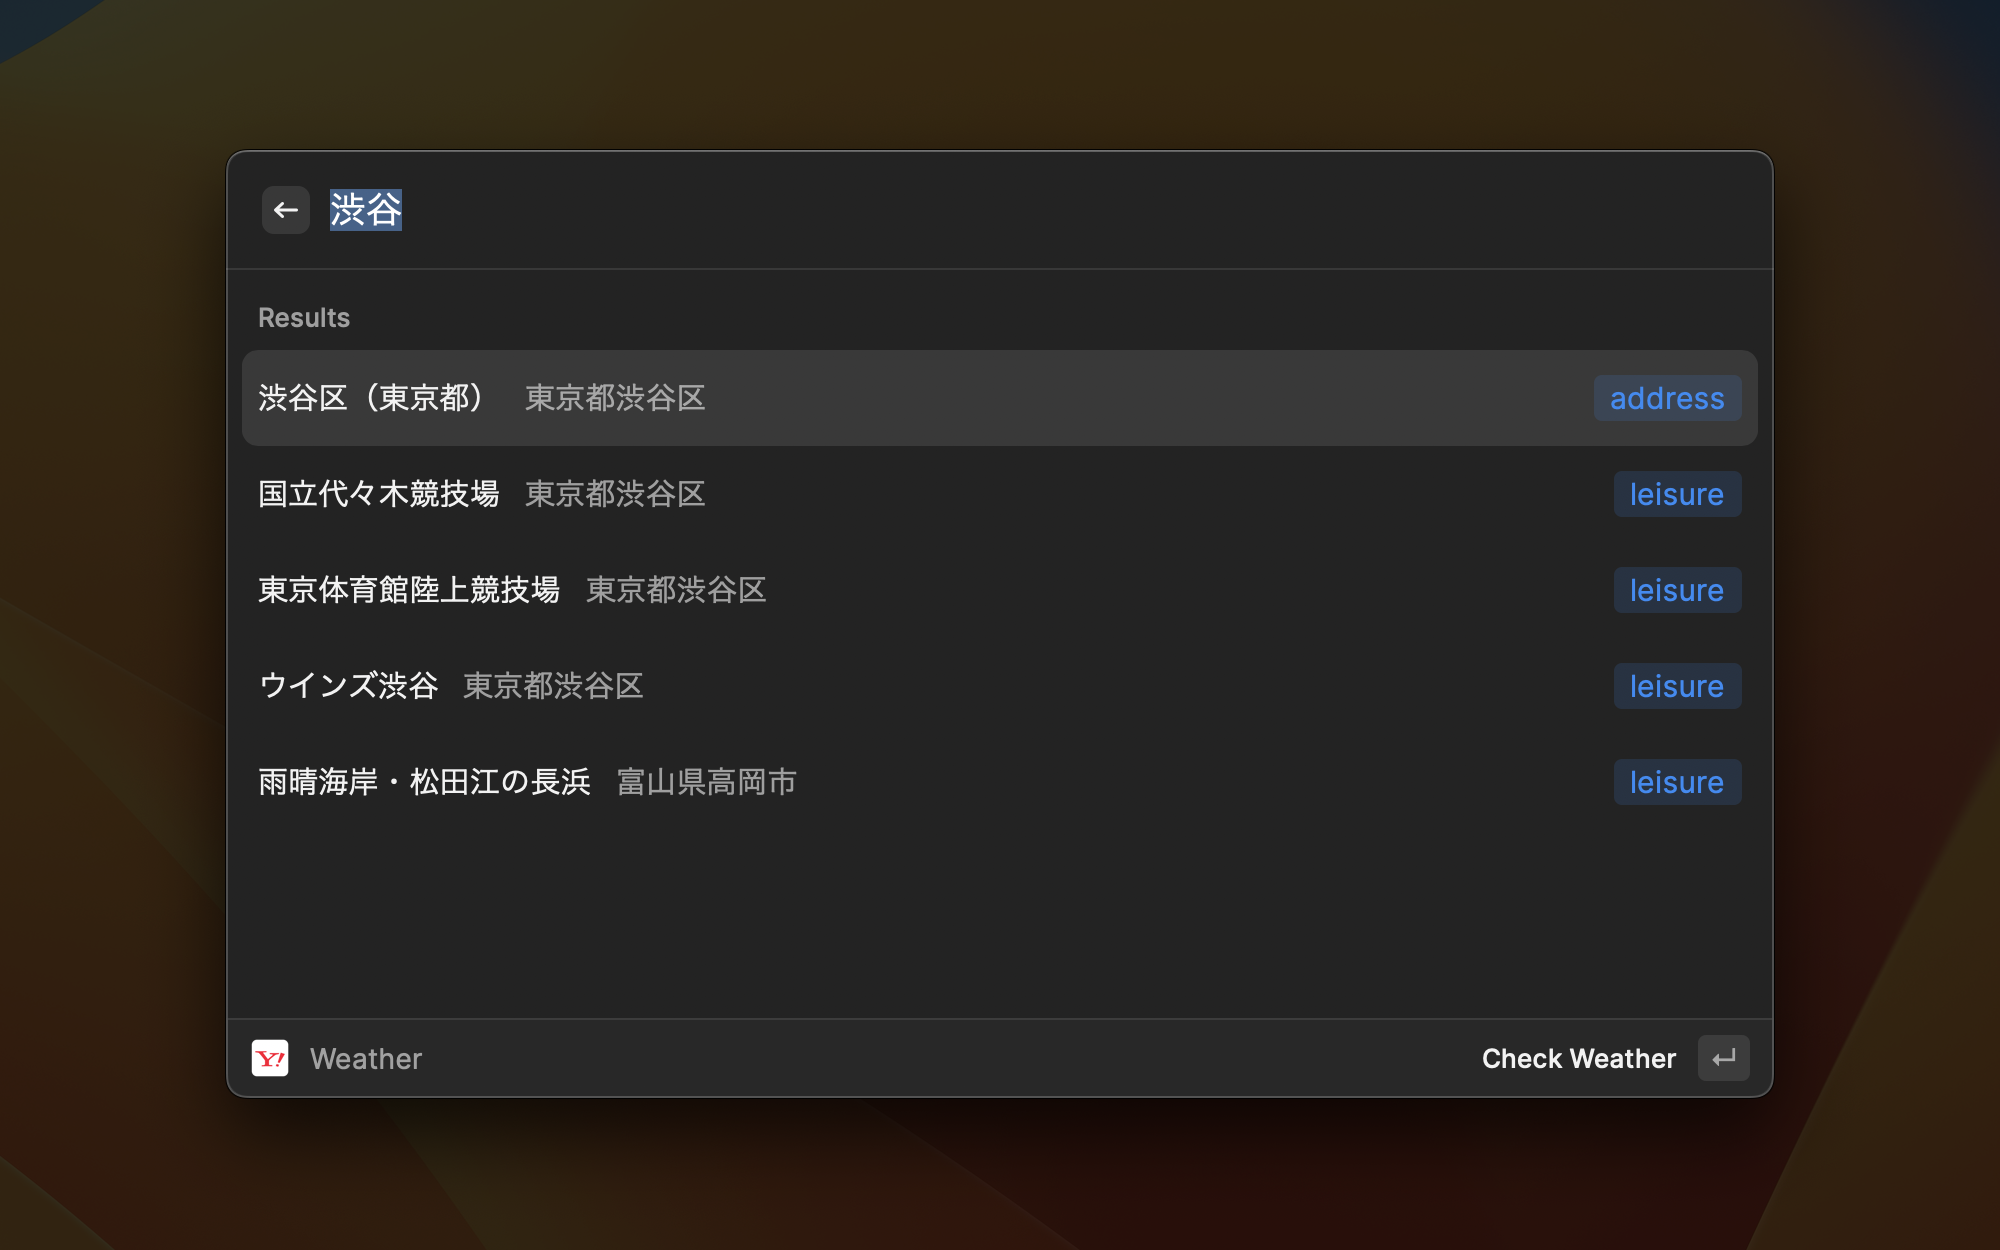 渋谷
Results
渋谷区（東京都） 東京都渋谷区 address
国立代々木競技場 東京都渋谷区 leisure
東京体育館陸上競技場 東京都渋谷区 leisure
ウインズ渋谷 東京都渋谷区 leisure
雨晴海岸・松田江の長浜 富山県高岡市 leisure
Y! Weather Check Weather